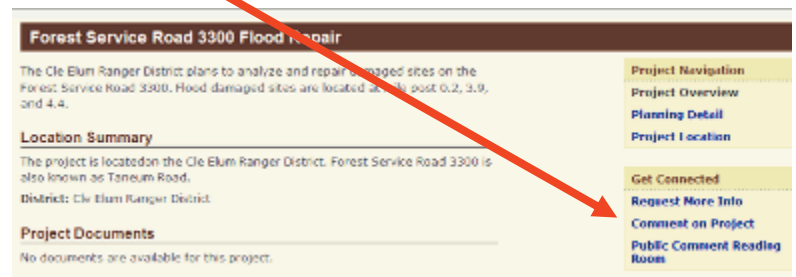 Forest Service Road 3300 Flood Repair
The Cle Elum Ranger District plans to analyze and repair damaged sites on the
Forest Service Road 3300. Flood damaged sites are located at mile post 0.2, 3.9,
and 4.4.
Location Summary
The project is locatedon the Cle Elum Ranger District. Forest Service Road 3300 is
also known as Taneum Road.
District: Cle Elum Ranger District
Project Documents
No documents are available for this project.
Project Navigation
Project Overview
Planning Detail
Project Location
Get Connected
Request More Info
Comment on Project
Public Comment Reading
Room